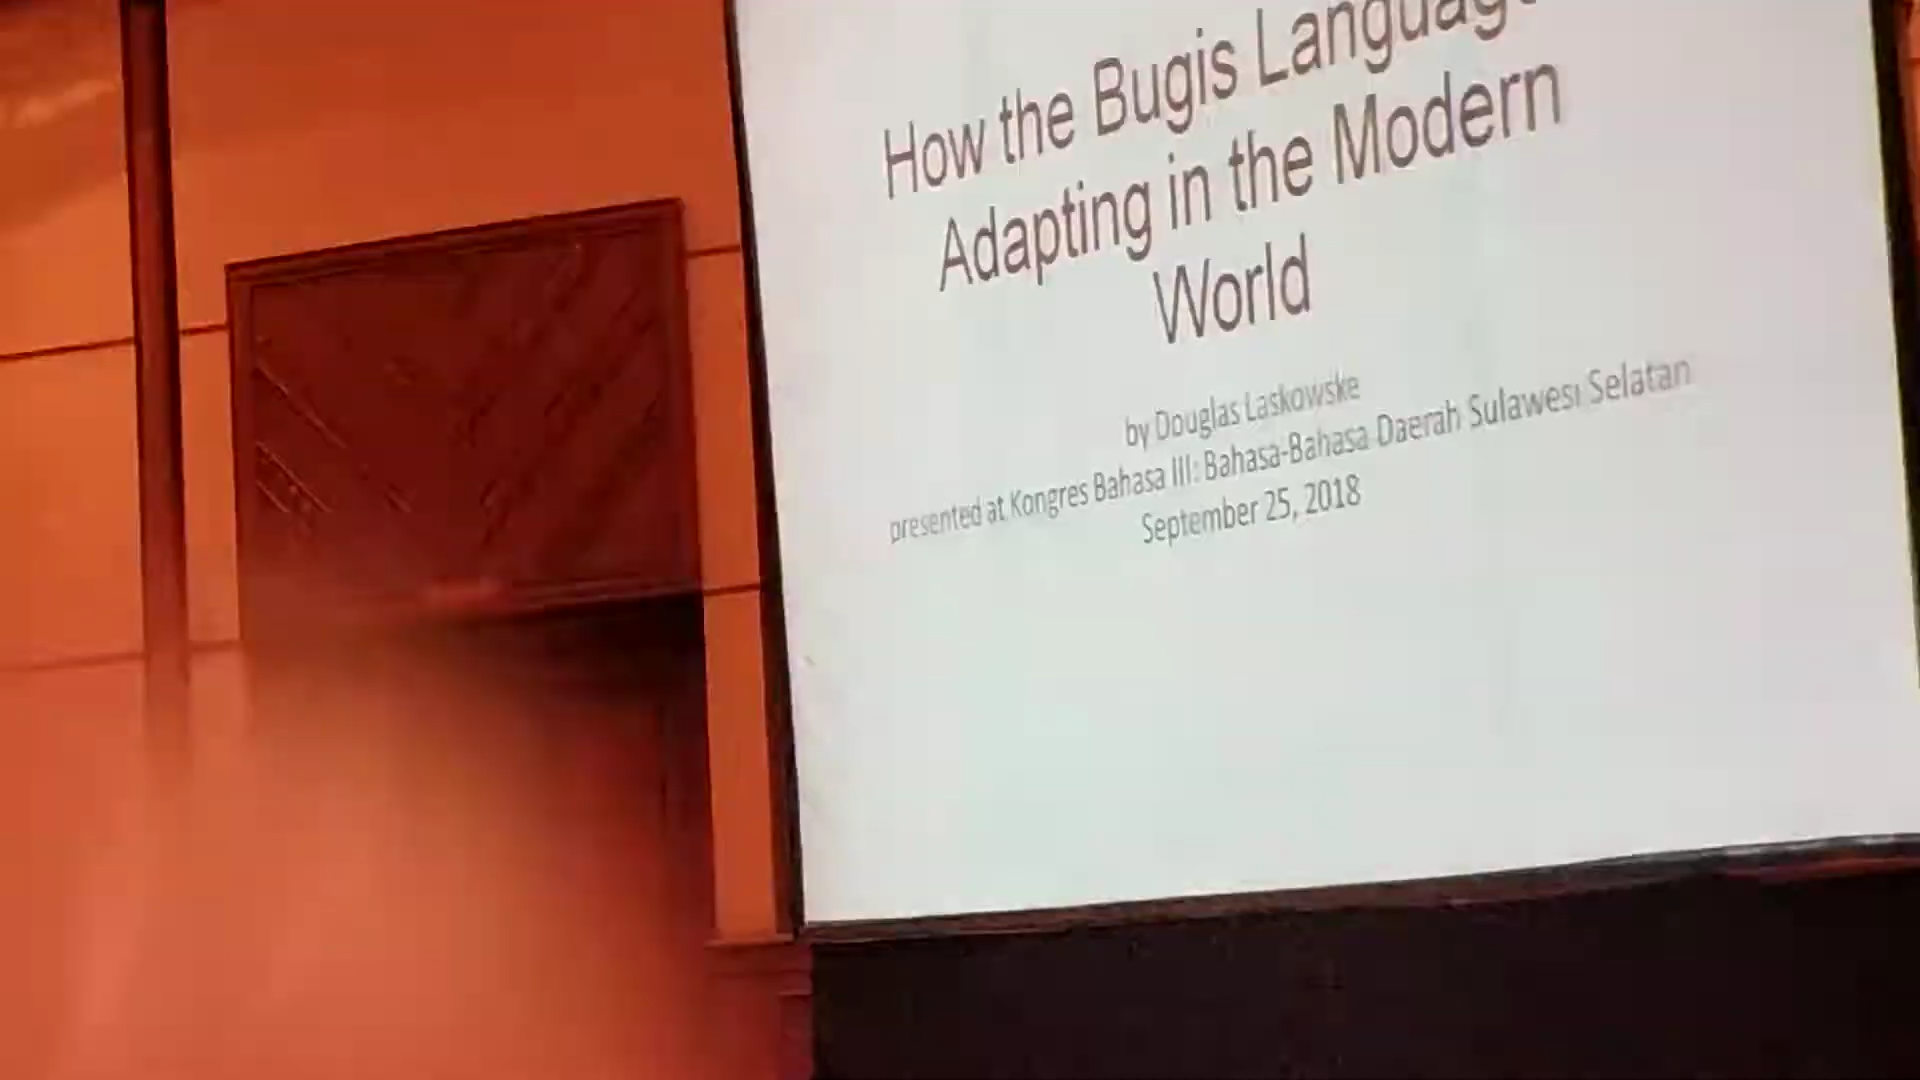 How the Bugis Language
Adapting in the Modern
World
by Douglas Laskowske
presented at Kongres Bahasa III: Bahasa-Bahasa Daerah Sulawesi Selatan
September 25, 2018